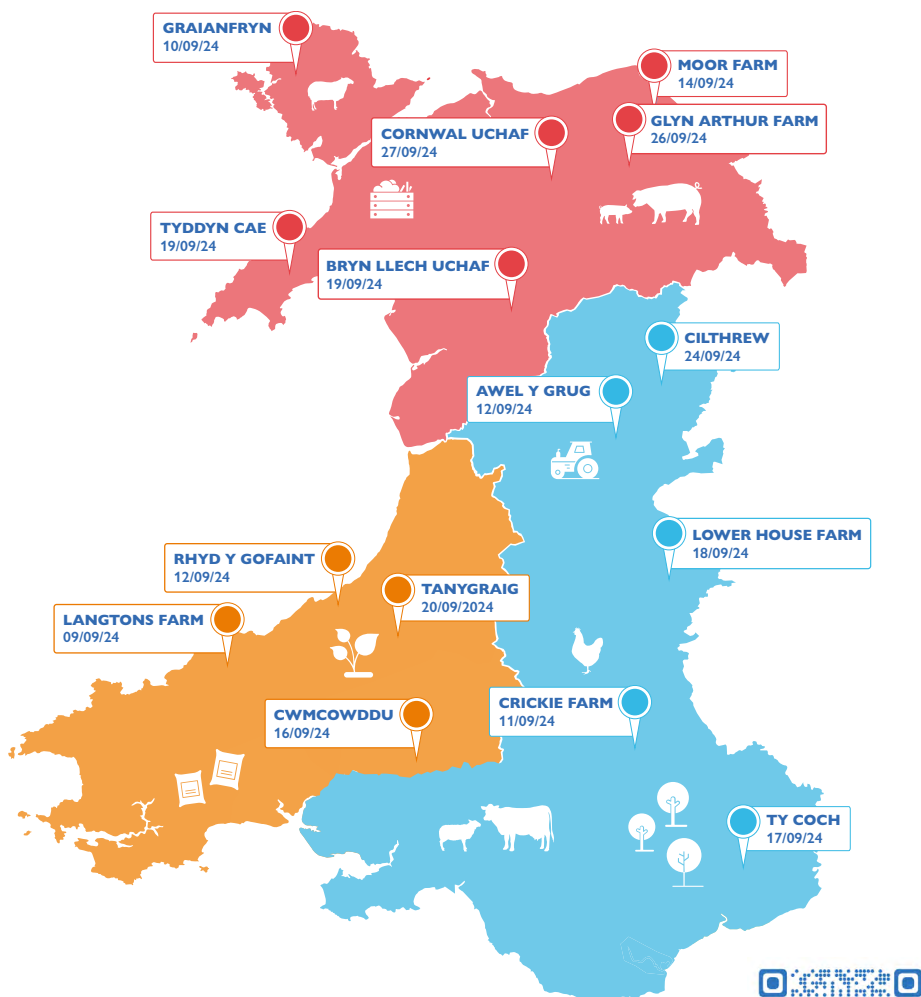 GRAIANFRYN
10/09/24
MOOR FARM
14/09/24
GLYN ARTHUR FARM
26/09/24
CORNWAL UCHAF
27/09/24
TYDDYN CAE
19/09/24
BRYN LLECH UCHAF
19/09/24
CILTHREW
24/09/24
AWEL Y GRUG
12/09/24
LOWER HOUSE FARM
18/09/24
RHYD Y GOFAINT
12/09/24
TANYGRAIG
20/09/2024
LANGTONS FARM
09/09/24
CRICKIE FARM
11/09/24
CWMCOWDDU
16/09/24
TY COCH
17/09/24